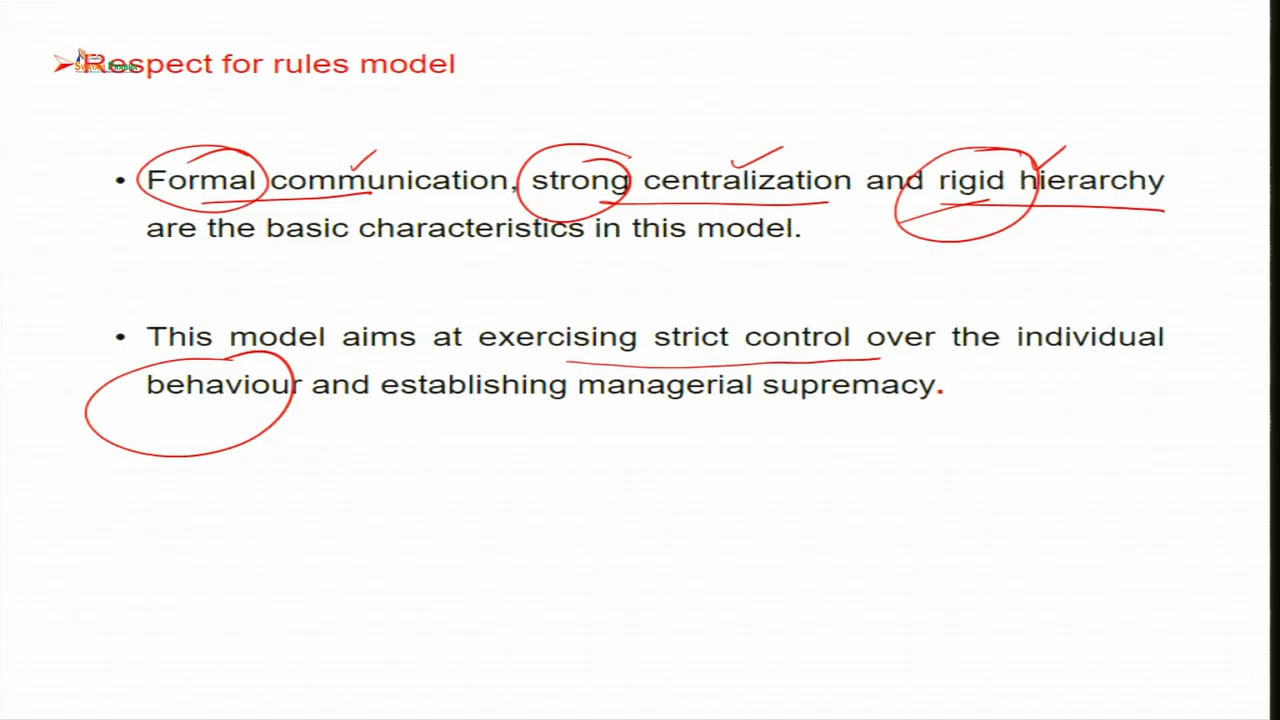 Respect for rules model
• Formal communication, strong centralization and rigid hierarchy
are the basic characteristics in this model.
• This model aims at exercising strict control over the individual
behaviour and establishing managerial supremacy.